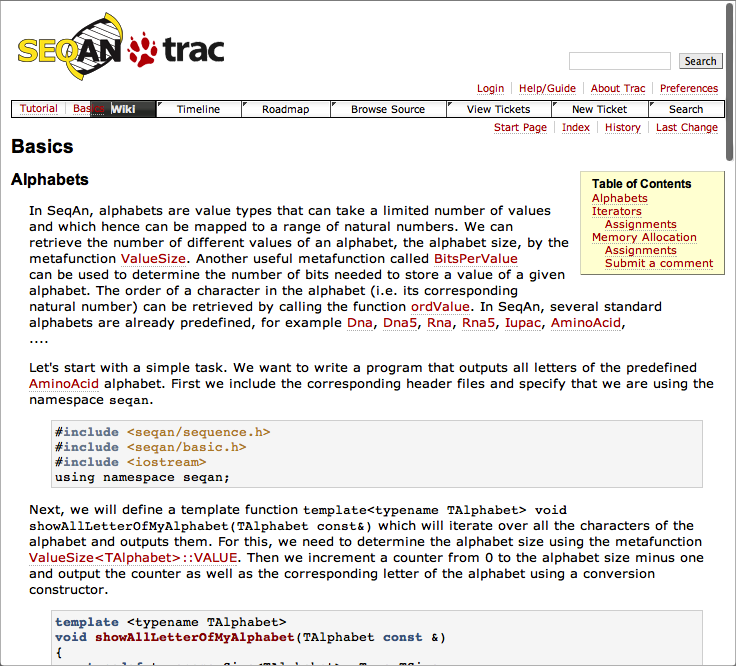 SEQAN trac
Search
Login Help/Guide About Trac Preferences
Tutorial Basics Wiki Timeline Roadmap Browse Source View Tickets New Ticket Search
Start Page Index History Last Change
Basics
Alphabets
Table of Contents
Alphabets
Iterators
Assignments
Memory Allocation
Assignments
Submit a comment
In SeqAn, alphabets are value types that can take a limited number of values
and which hence can be mapped to a range of natural numbers. We can
retrieve the number of different values of an alphabet, the alphabet size, by the
metafunction ValueSize. Another useful metafunction called BitsPerValue
can be used to determine the number of bits needed to store a value of a given
alphabet. The order of a character in the alphabet (i.e. its corresponding
natural number) can be retrieved by calling the function ordValue. In SeqAn, several standard
alphabets are already predefined, for example Dna, Dna5, Rna, Rna5, Iupac, AminoAcid,
....
Let's start with a simple task. We want to write a program that outputs all letters of the predefined
AminoAcid alphabet. First we include the corresponding header files and specify that we are using the
namespace seqan.
#include <seqan/sequence.h>
#include <seqan/basic.h>
#include <iostream>
using namespace seqan;
Next, we will define a template function template<typename TAlphabet> void
showAllLetterOfMyAlphabet(TAlphabet const&) which will iterate over all the characters of the
alphabet and outputs them. For this, we need to determine the alphabet size using the metafunction
ValueSize<TAlphabet>::VALUE. Then we increment a counter from 0 to the alphabet size minus one
and output the counter as well as the corresponding letter of the alphabet using a conversion
constructor.
template <typename TAlphabet>
void showAllLetterOfMyAlphabet(TAlphabet const &)
{